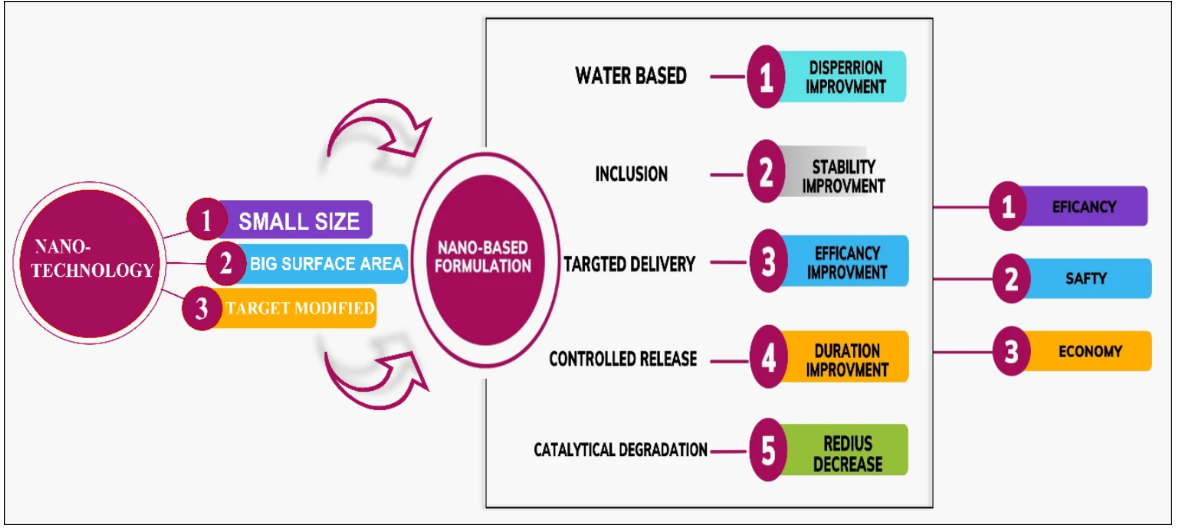 NANO-
TECHNOLOGY
1
SMALL SIZE
2
BIG SURFACE AREA
3
TARGET MODIFIED
NANO-BASED
FORMULATION
WATER BASED
1
DISPERRION
IMPROVMENT
INCLUSION
2
STABILITY
IMPROVMENT
TARGTED DELIVERY
3
EFFICANCY
IMPROVMENT
CONTROLLED RELEASE
4
DURATION
IMPROVMENT
CATALYTICAL DEGRADATION
5
REDIUS
DECREASE
1
EFICANCY
2
SAFTY
3
ECONOMY